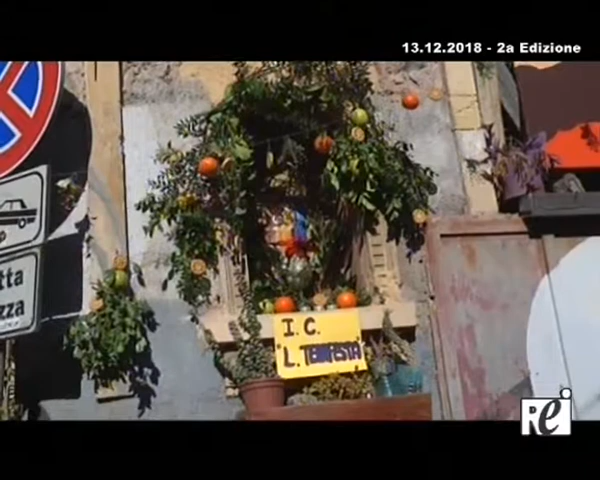 13.12.2018 - 2a Edizione
tta
zza
I. C.
"L. TEMPESTA"
REi